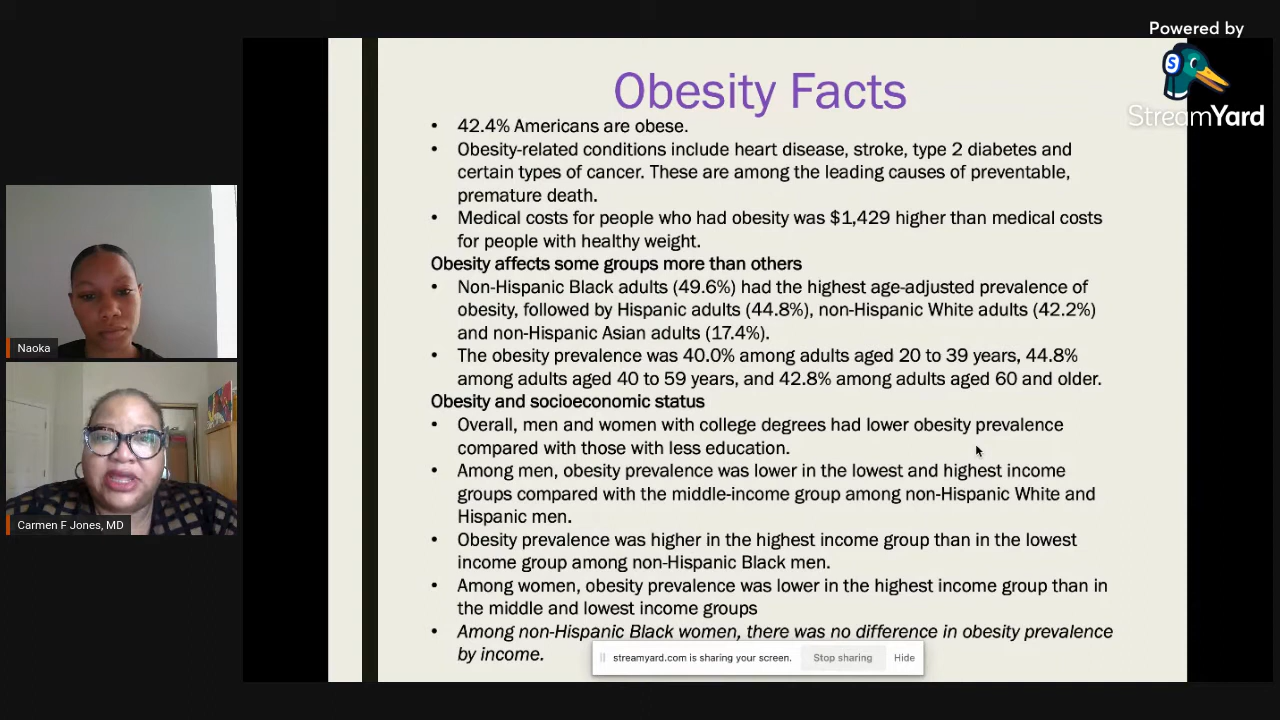 Powered by
S
StreamYard
Obesity Facts
• 42.4% Americans are obese.
• Obesity-related conditions include heart disease, stroke, type 2 diabetes and
certain types of cancer. These are among the leading causes of preventable,
premature death.
• Medical costs for people who had obesity was $1,429 higher than medical costs
for people with healthy weight.
Obesity affects some groups more than others
• Non-Hispanic Black adults (49.6%) had the highest age-adjusted prevalence of
obesity, followed by Hispanic adults (44.8%), non-Hispanic White adults (42.2%)
and non-Hispanic Asian adults (17.4%).
• The obesity prevalence was 40.0% among adults aged 20 to 39 years, 44.8%
among adults aged 40 to 59 years, and 42.8% among adults aged 60 and older.
Obesity and socioeconomic status
• Overall, men and women with college degrees had lower obesity prevalence
compared with those with less education.
• Among men, obesity prevalence was lower in the lowest and highest income
groups compared with the middle-income group among non-Hispanic White and
Hispanic men.
• Obesity prevalence was higher in the highest income group than in the lowest
income group among non-Hispanic Black men.
• Among women, obesity prevalence was lower in the highest income group than in
the middle and lowest income groups
• Among non-Hispanic Black women, there was no difference in obesity prevalence
by income.
streamyard.com is sharing your screen. Stop sharing Hide
Naoka
Carmen F Jones, MD